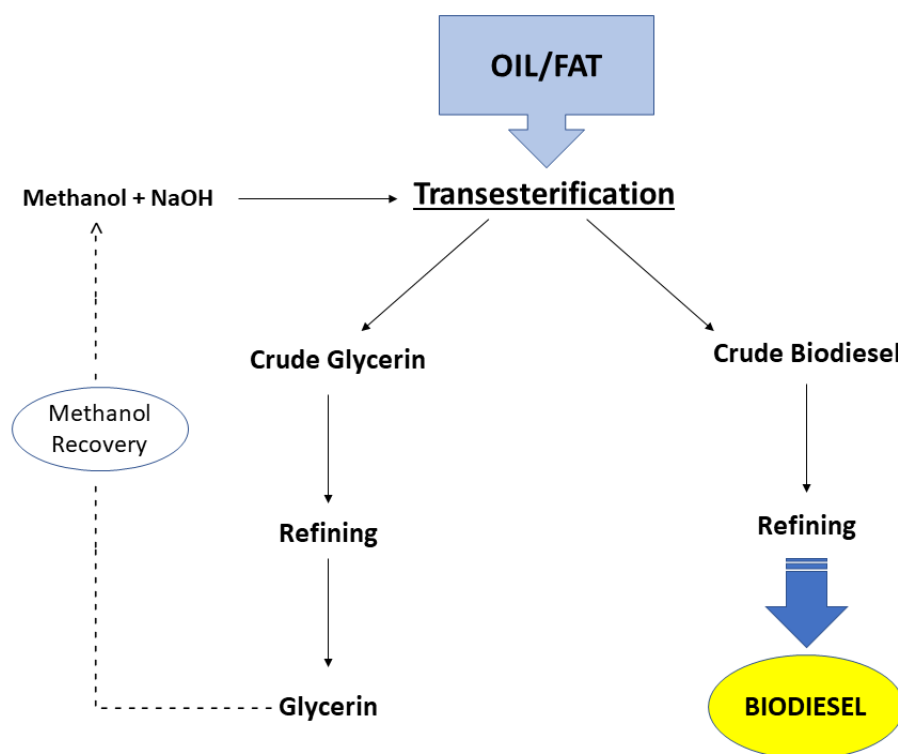 OIL/FAT
Methanol + NaOH
Transesterification
Crude Glycerin
Crude Biodiesel
Methanol
Recovery
Refining
Refining
Glycerin
BIODIESEL